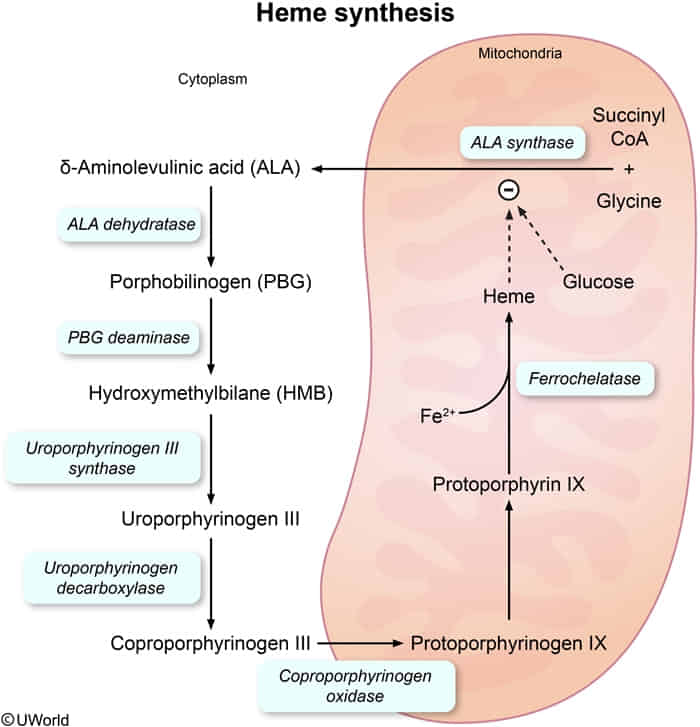 Heme synthesis
Mitochondria
Cytoplasm
Succinyl
CoA
ALA synthase
δ-Aminolevulinic acid (ALA)
+
Glycine
ALA dehydratase
Porphobilinogen (PBG)
Heme
Glucose
PBG deaminase
Ferrochelatase
Hydroxymethylbilane (HMB)
Fe²⁺
Uroporphyrinogen III
synthase
Protoporphyrin IX
Uroporphyrinogen III
Uroporphyrinogen
decarboxylase
Coproporphyrinogen III
Protoporphyrinogen IX
Coproporphyrinogen
oxidase
©UWorld